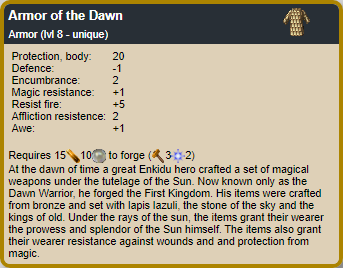 Armor of the Dawn
Armor (lvl 8 - unique)
Protection, body: 20
Defence: -1
Encumbrance: 2
Magic resistance: +1
Resist fire: +5
Affliction resistance: 2
Awe: +1
Requires 15 10 to forge ( 3 -2)
At the dawn of time a great Enkidu hero crafted a set of magical
weapons under the tutelage of the Sun. Now known only as the
Dawn Warrior, he forged the First Kingdom. His items were crafted
from bronze and set with lapis lazuli, the stone of the sky and the
kings of old. Under the rays of the sun, the items grant their wearer
the prowess and splendor of the Sun himself. The items also grant
their wearer resistance against wounds and and protection from
magic.